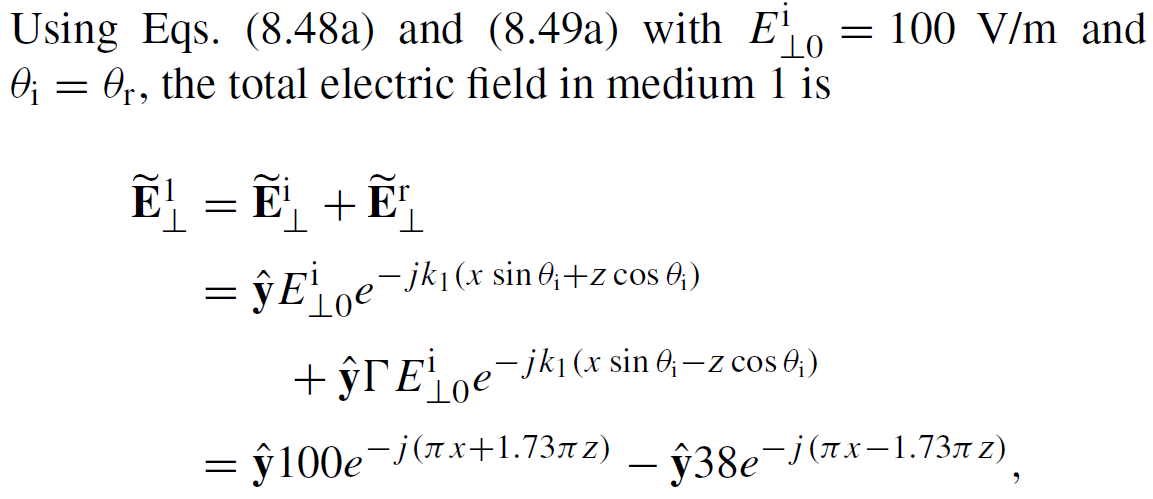 Using Eqs. (8.48a) and (8.49a) with E^i_{⊥0} = 100 V/m and
θ_i = θ_r, the total electric field in medium 1 is
Ẽ^1_⊥ = Ẽ^i_⊥ + Ẽ^r_⊥
= ŷE^i_{⊥0}e^{−jk_1(x sin θ_i+z cos θ_i)}
+ ŷΓE^i_{⊥0}e^{−jk_1(x sin θ_i−z cos θ_i)}
= ŷ100e^{−j(πx+1.73πz)} − ŷ38e^{−j(πx−1.73πz)},